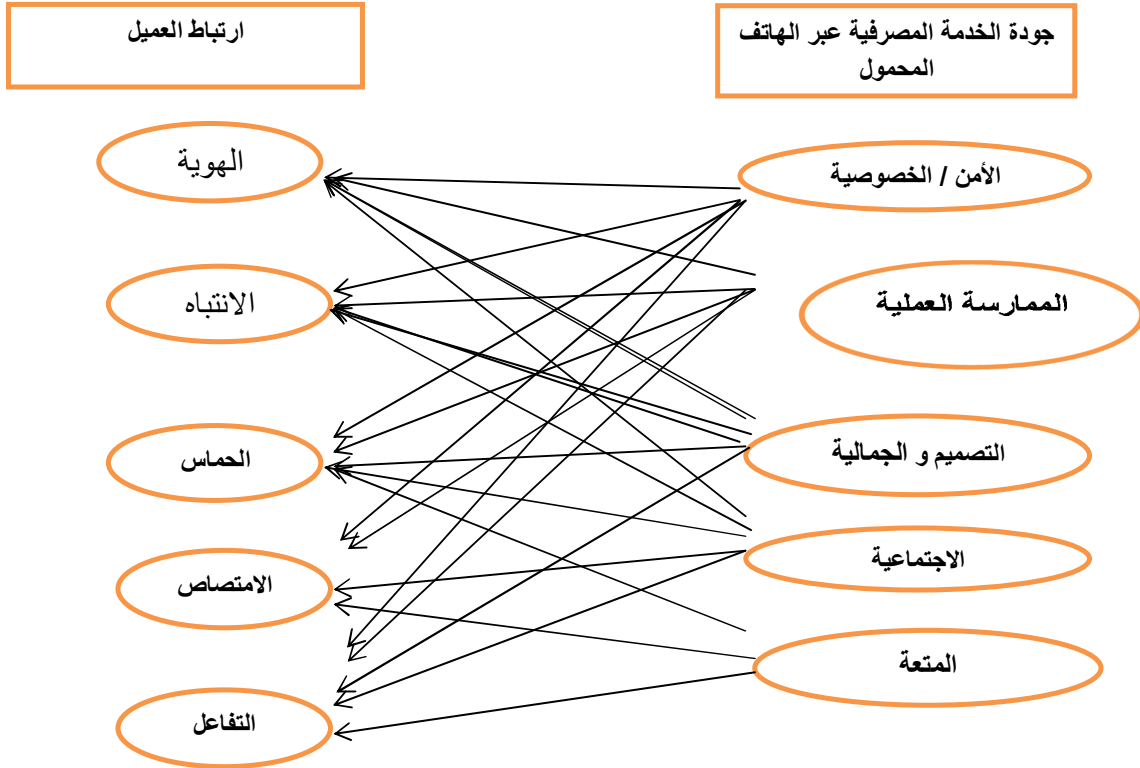 جودة الخدمة المصرفية عبر الهاتف
المحمول
ارتباط العميل
الأمن / الخصوصية
الهوية
الممارسة العملية
الانتباه
التصميم و الجمالية
الحماس
الاجتماعية
الامتصاص
المتعة
التفاعل